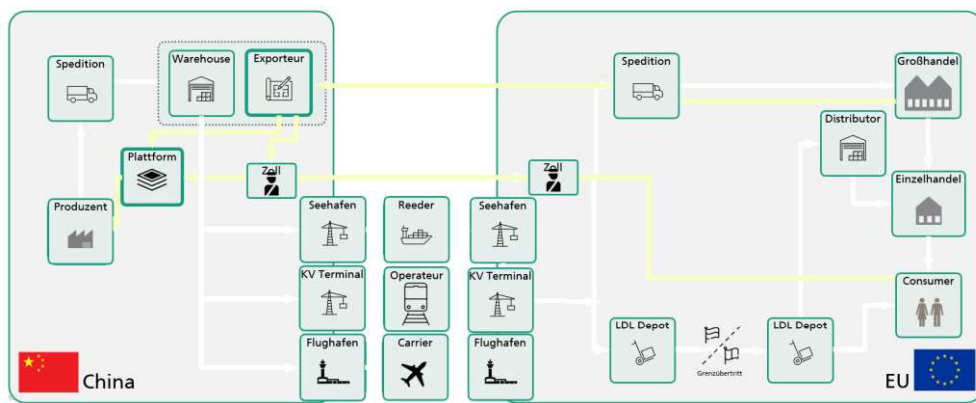 Spedition
Warehouse
Exporteur
Plattform
Zoll
Produzent
Seehafen
KV Terminal
Flughafen
Reeder
Operateur
Carrier
China
Seehafen
KV Terminal
Flughafen
Zoll
Spedition
Großhandel
Distributor
Einzelhandel
Consumer
LDL Depot
Grenzübertritt
LDL Depot
EU